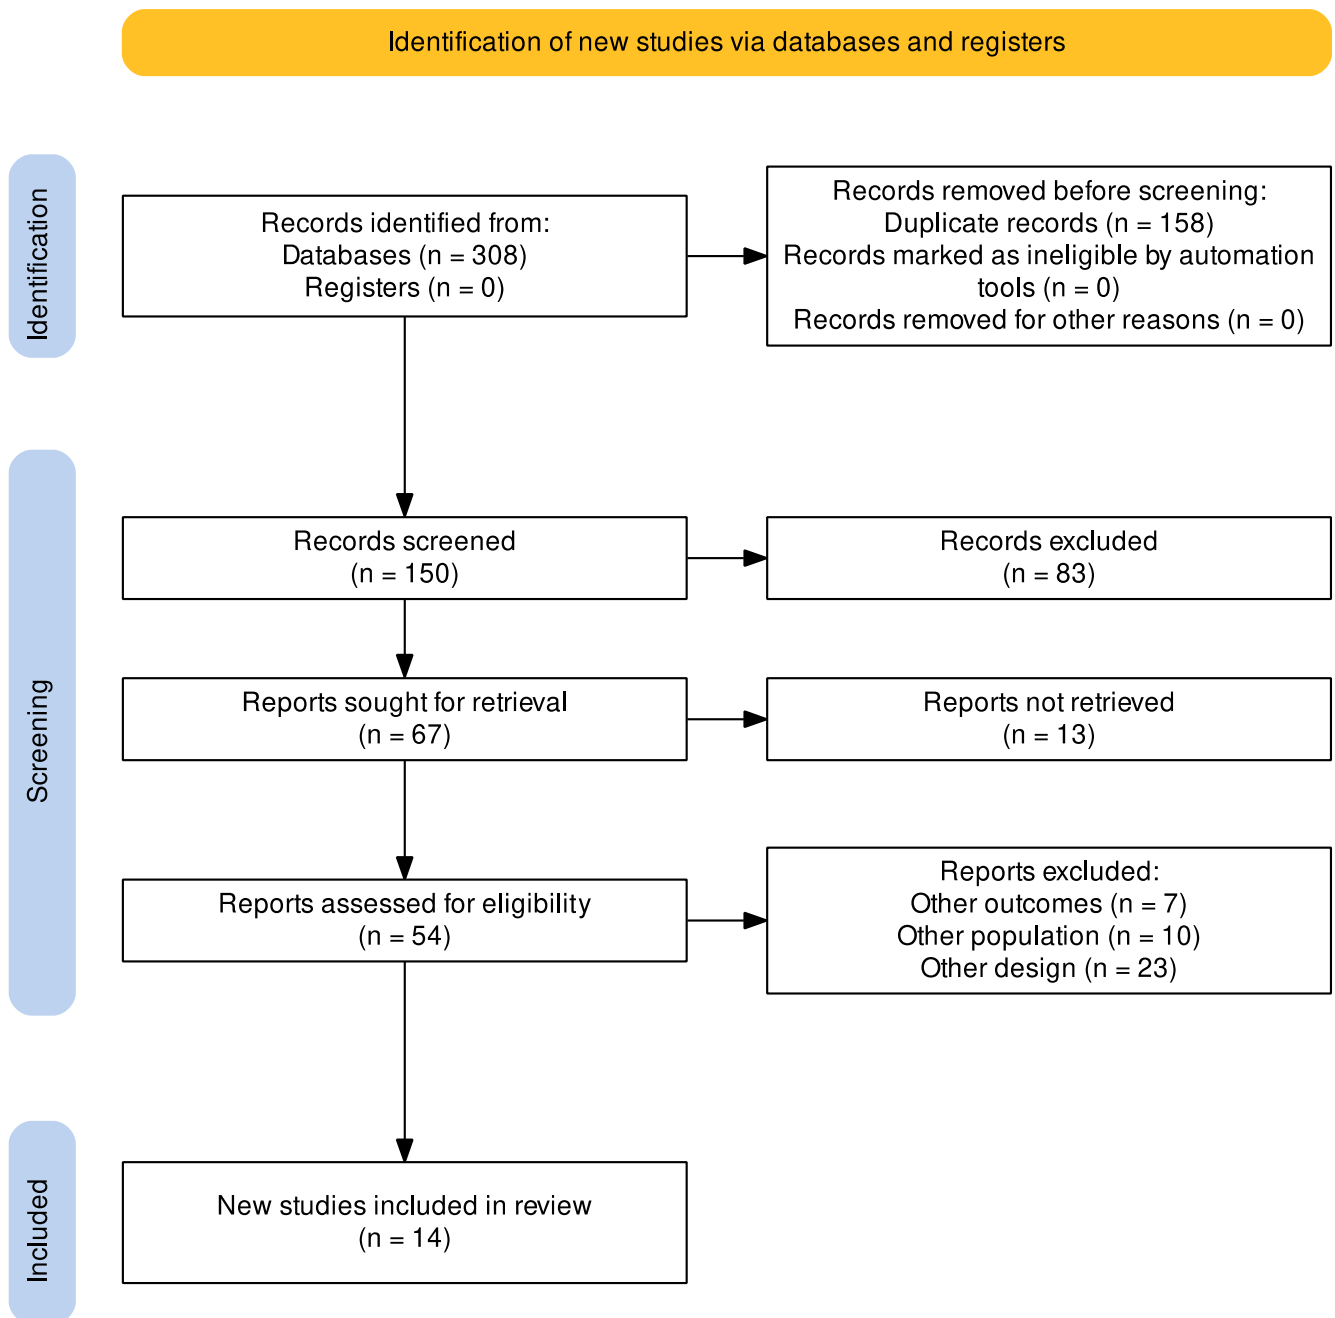 Identification of new studies via databases and registers
Identification
Records identified from:
Databases (n = 308)
Registers (n = 0)
Records removed before screening:
Duplicate records (n = 158)
Records marked as ineligible by automation
tools (n = 0)
Records removed for other reasons (n = 0)
Screening
Records screened
(n = 150)
Records excluded
(n = 83)
Reports sought for retrieval
(n = 67)
Reports not retrieved
(n = 13)
Reports assessed for eligibility
(n = 54)
Reports excluded:
Other outcomes (n = 7)
Other population (n = 10)
Other design (n = 23)
Included
New studies included in review
(n = 14)